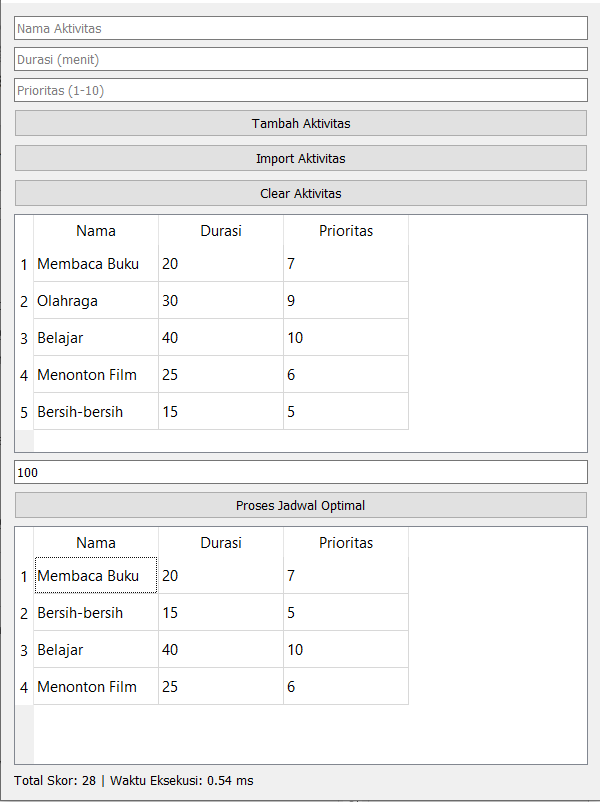 Nama Aktivitas
Durasi (menit)
Prioritas (1-10)
Tambah Aktivitas
Import Aktivitas
Clear Aktivitas
Nama Durasi Prioritas
1 Membaca Buku 20 7
2 Olahraga 30 9
3 Belajar 40 10
4 Menonton Film 25 6
5 Bersih-bersih 15 5
100
Proses Jadwal Optimal
Nama Durasi Prioritas
1 Membaca Buku 20 7
2 Bersih-bersih 15 5
3 Belajar 40 10
4 Menonton Film 25 6
Total Skor: 28 | Waktu Eksekusi: 0.54 ms